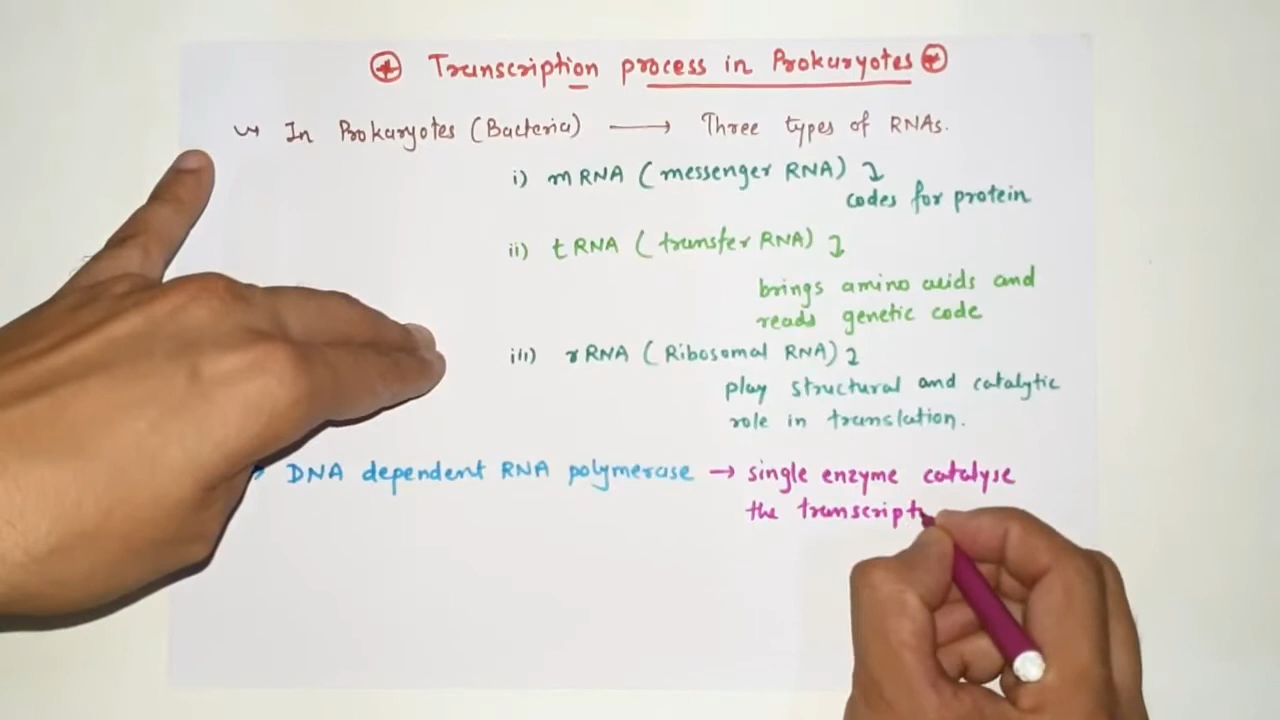 Transcription process in Prokaryotes
In Prokaryotes (Bacteria) → Three types of RNAs.
i) mRNA (messenger RNA)
codes for protein
ii) tRNA (transfer RNA)
brings amino acids and
reads genetic code
iii) rRNA (Ribosomal RNA)
play structural and catalytic
role in translation.
DNA dependent RNA polymerase → single enzyme catalyse
the transcript